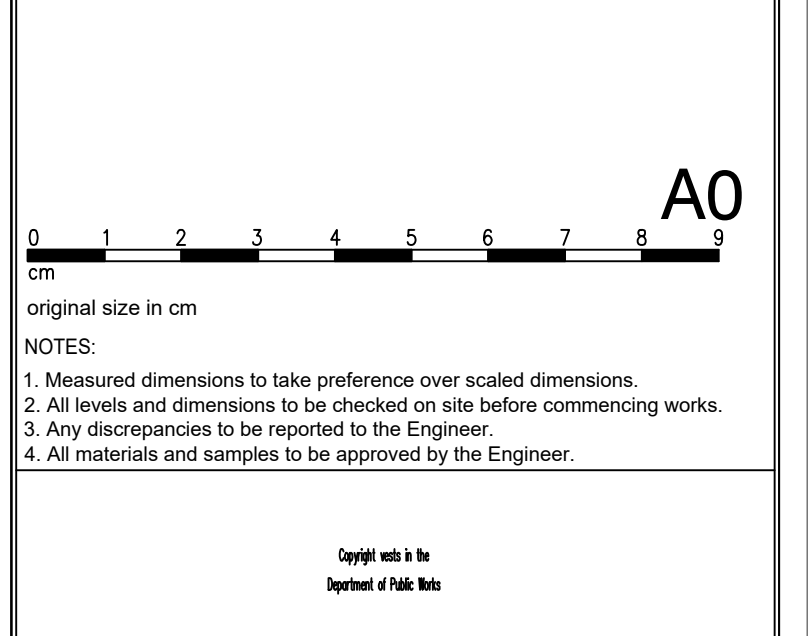 A0
0 1 2 3 4 5 6 7 8 9
cm
original size in cm
NOTES:
1. Measured dimensions to take preference over scaled dimensions.
2. All levels and dimensions to be checked on site before commencing works.
3. Any discrepancies to be reported to the Engineer.
4. All materials and samples to be approved by the Engineer.
Copyright vests in the
Department of Public Works